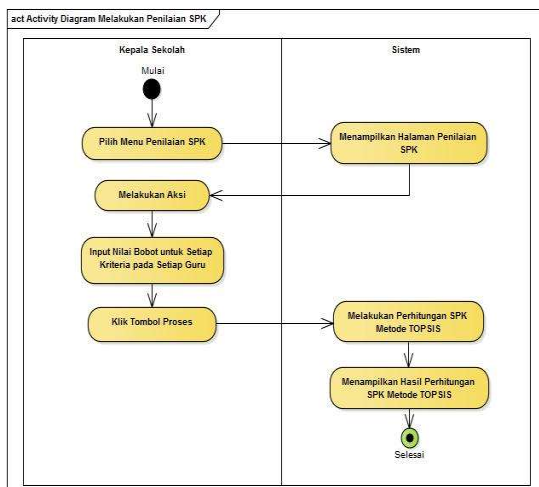 act Activity Diagram Melakukan Penilaian SPK
Kepala Sekolah
Sistem
Mulai
Pilih Menu Penilaian SPK
Menampilkan Halaman Penilaian
SPK
Melakukan Aksi
Input Nilai Bobot untuk Setiap
Kriteria pada Setiap Guru
Klik Tombol Proses
Melakukan Perhitungan SPK
Metode TOPSIS
Menampilkan Hasil Perhitungan
SPK Metode TOPSIS
Selesai